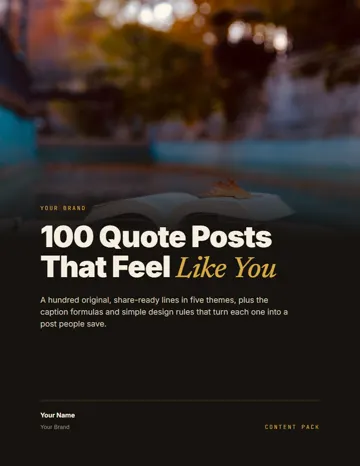 YOUR BRAND
100 Quote Posts
That Feel Like You
A hundred original, share-ready lines in five themes, plus the
caption formulas and simple design rules that turn each one into a
post people save.
Your Name
Your Brand
CONTENT PACK